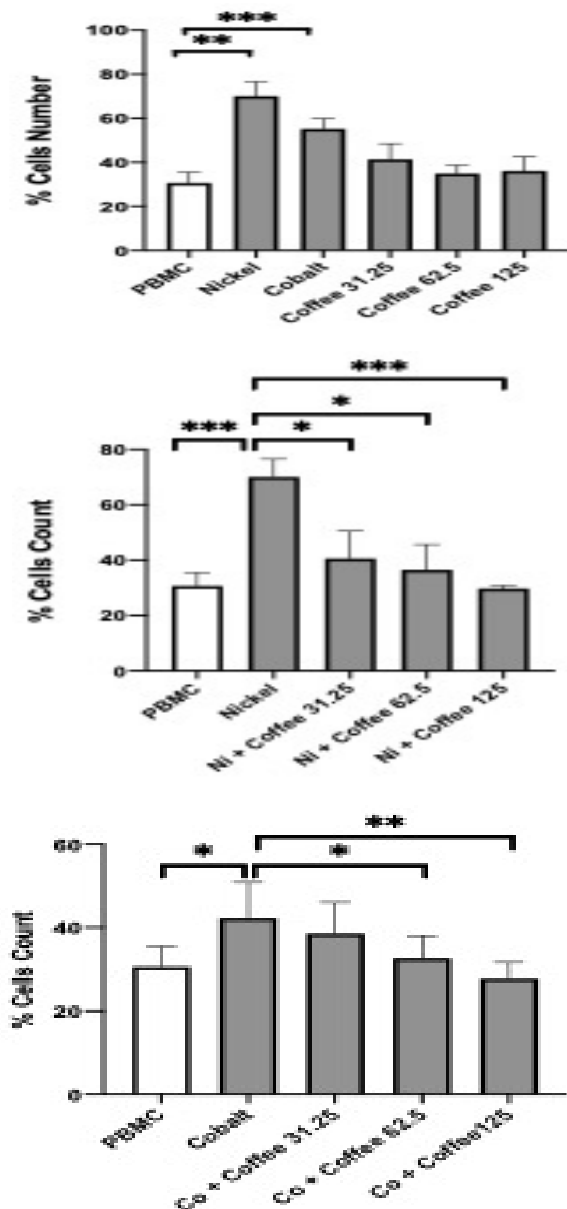 ***
**
% Cells Number
100
80
60
40
20
0
PBMC
Nickel
Cobalt
Coffee 31.25
Coffee 62.5
Coffee 125
***
*
***
*
% Cells Count
80
60
40
20
0
PBMC
Nickel
Ni + Coffee 31.25
Ni + Coffee 62.5
Ni + Coffee 125
**
*
*
% Cells Count
60
40
20
0
PBMC
Cobalt
Co + Coffee 31.25
Co + Coffee 62.5
Co + Coffee125